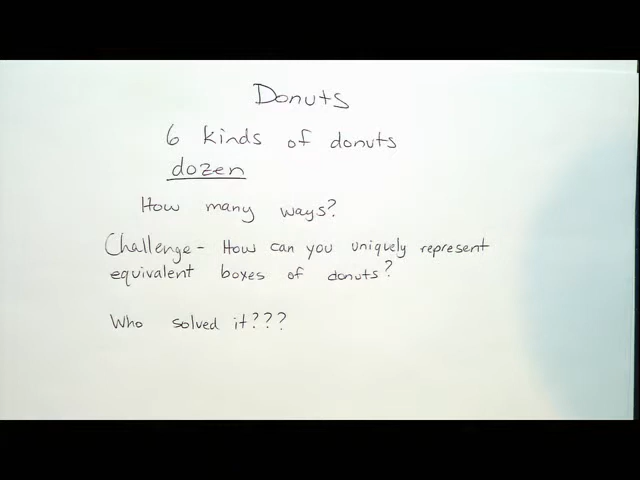 Donuts
6 kinds of donuts
dozen
How many ways?
Challenge - How can you uniquely represent
equivalent boxes of donuts?
Who solved it???